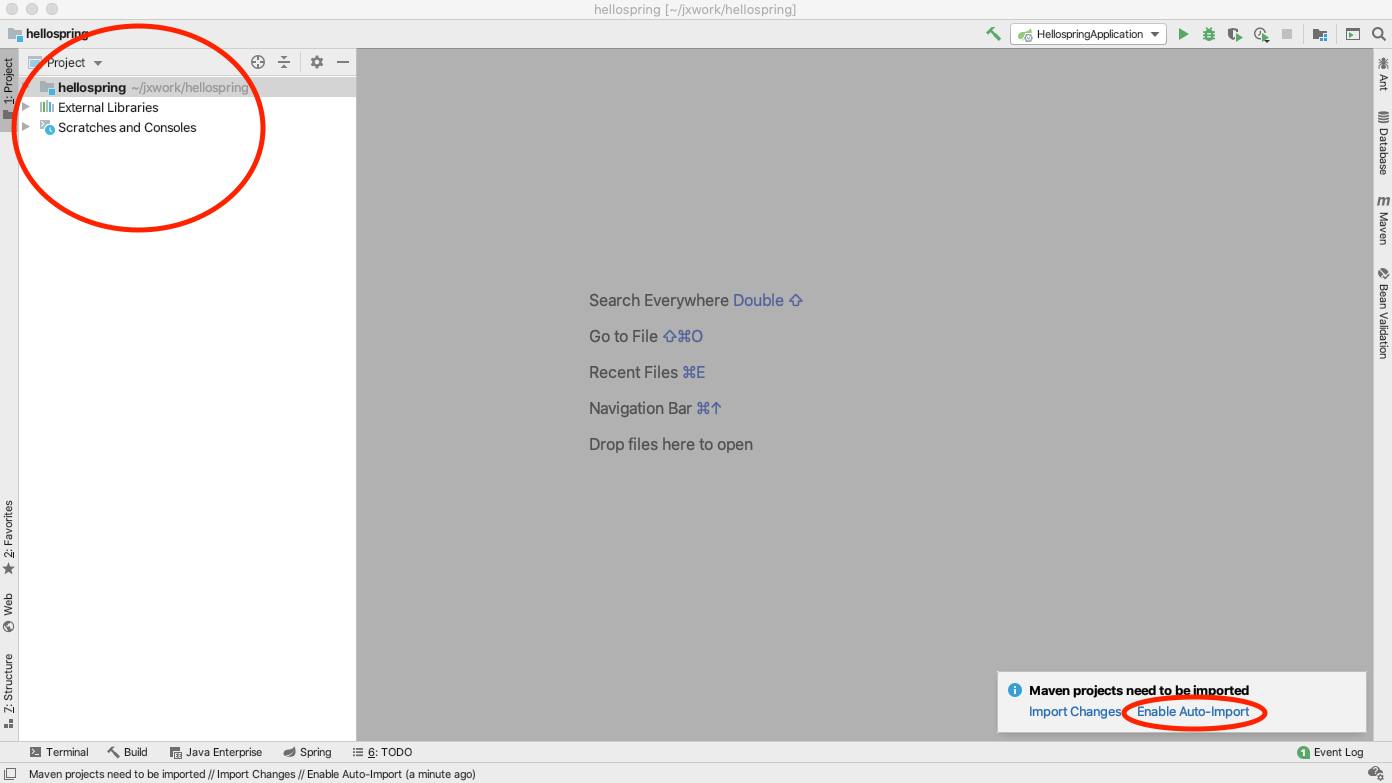 hellospring [~/jxwork/hellospring]
hellospring
HellospringApplication
1: Project
Project
hellospring ~/jxwork/hellospring
External Libraries
Scratches and Consoles
Ant
Database
m
Maven
Bean Validation
Search Everywhere Double ⇧
Go to File ⇧⌘O
Recent Files ⌘E
Navigation Bar ⌘↑
Drop files here to open
2: Favorites
Web
Z: Structure
Maven projects need to be imported
Import Changes Enable Auto-Import
Terminal Build Java Enterprise Spring 6: TODO 1 Event Log
Maven projects need to be imported // Import Changes // Enable Auto-Import (a minute ago)